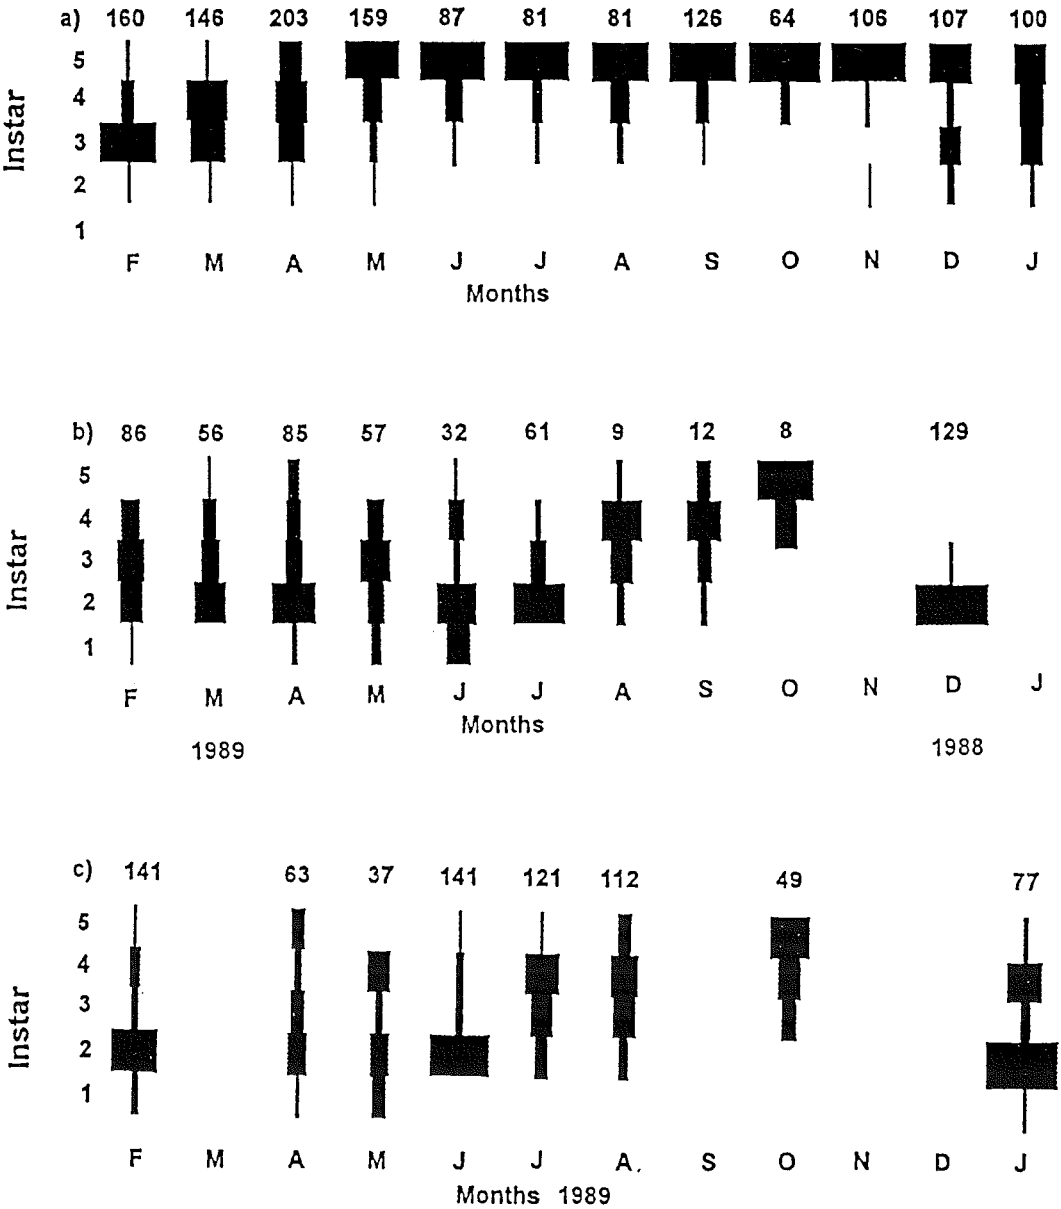 a) 160 146 203 159 87 81 81 126 64 106 107 100
5
4
3
2
1
Instar
F M A M J J A S O N D J
Months
b) 86 56 85 57 32 61 9 12 8 129
5
4
3
2
1
Instar
F M A M J J A S O N D J
Months
1989 1988
c) 141 63 37 141 121 112 49 77
5
4
3
2
1
Instar
F M A M J J A. S O N D J
Months 1989